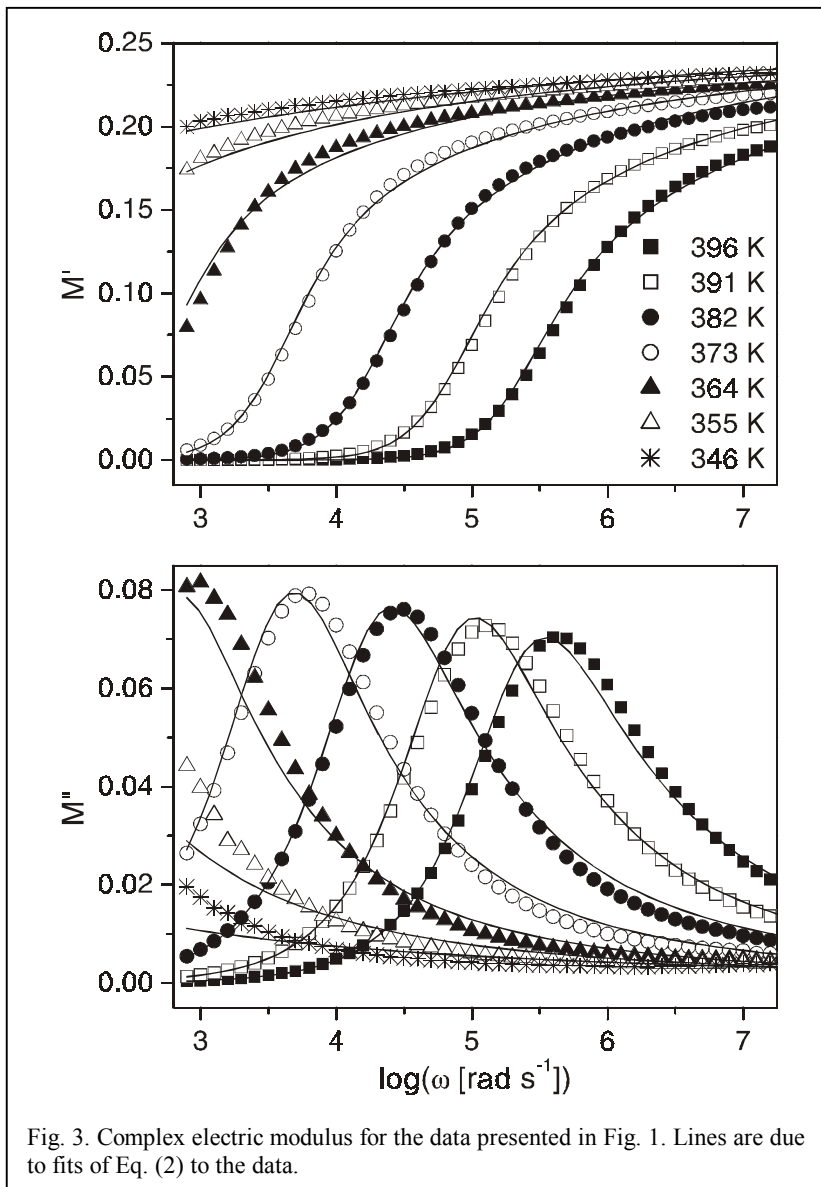 0.25
0.20
0.15
0.10
0.05
0.00
M'
396 K
391 K
382 K
373 K
364 K
355 K
346 K
3 4 5 6 7
0.08
0.06
0.04
0.02
0.00
M"
3 4 5 6 7
log(ω [rad s⁻¹])
Fig. 3. Complex electric modulus for the data presented in Fig. 1. Lines are due
to fits of Eq. (2) to the data.